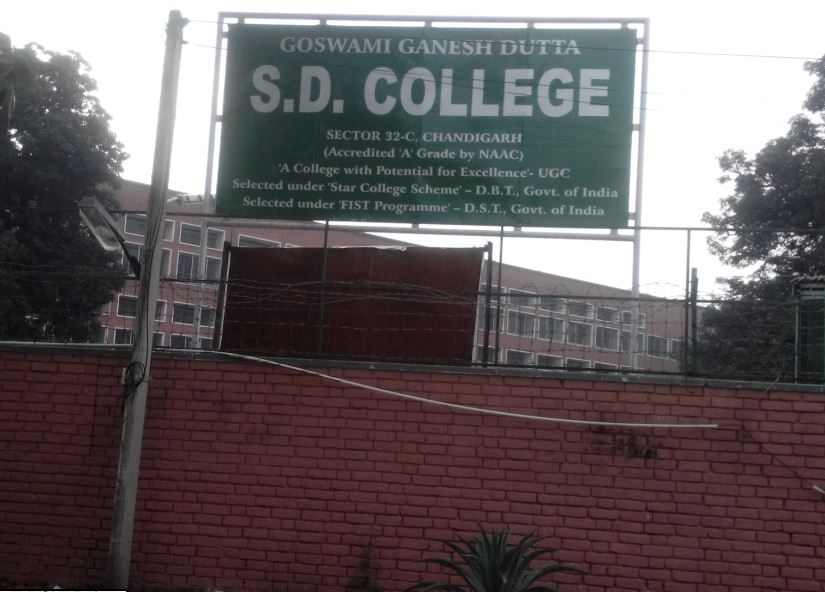 GOSWAMI GANESH DUTTA
S.D. COLLEGE
SECTOR 32-C, CHANDIGARH
(Accredited 'A' Grade by NAAC)
'A College with Potential for Excellence'- UGC
Selected under 'Star College Scheme' – D.B.T., Govt. of India
Selected under 'FIST Programme' – D.S.T., Govt. of India